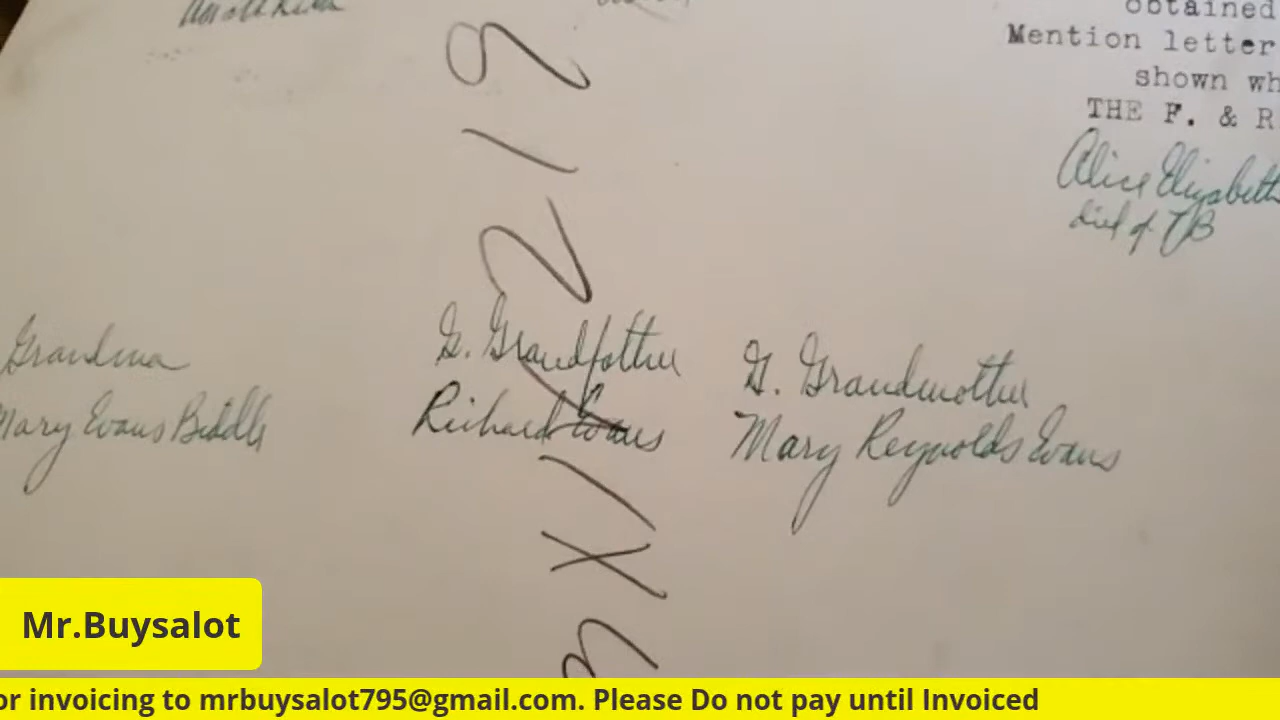 obtained
Mention letter
shown wh
THE F. & R
Alice Elizabeth
died of TB
Grandma
Mary Evans Biddle
G. Grandfather
Richard Evans
G. Grandmother
Mary Reynolds Evans
Mr.Buysalot
or invoicing to mrbuysalot795@gmail.com. Please Do not pay until Invoiced